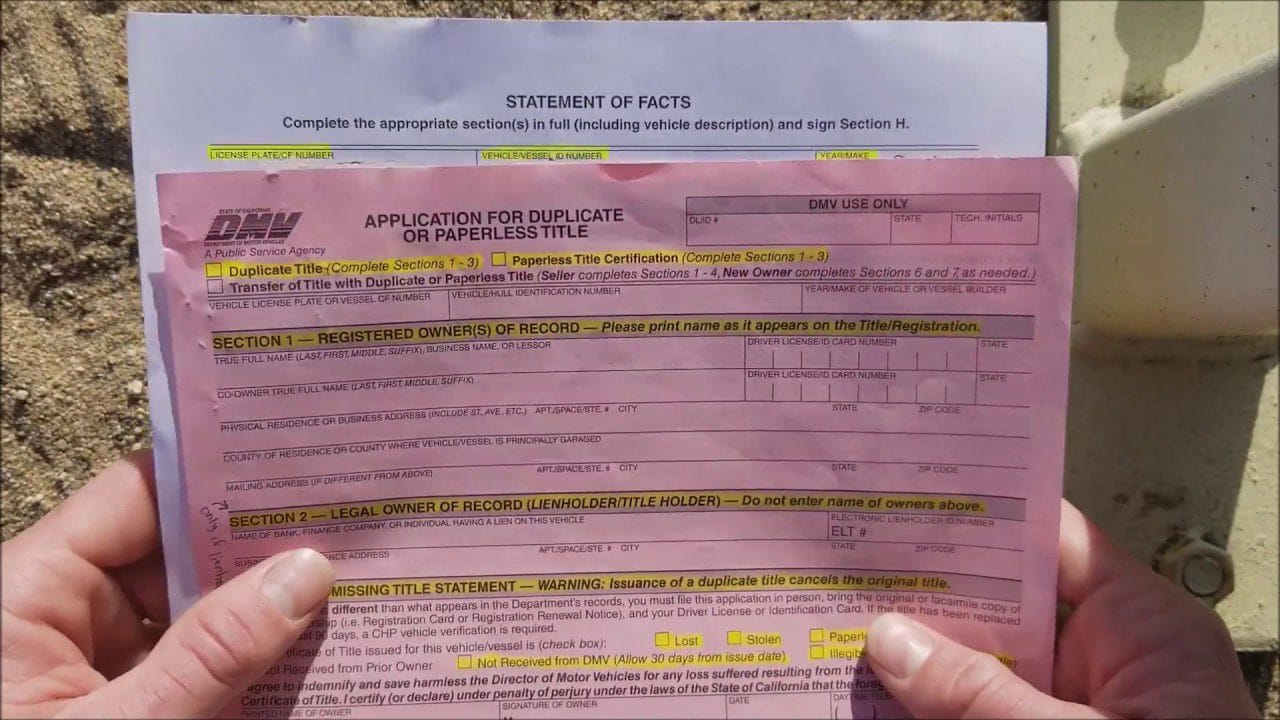 STATEMENT OF FACTS
Complete the appropriate section(s) in full (including vehicle description) and sign Section H.
LICENSE PLATE/CF NUMBER VEHICLE/VESSEL ID NUMBER YEAR/MAKE
STATE OF CALIFORNIA
DMV
DEPARTMENT OF MOTOR VEHICLES
A Public Service Agency
APPLICATION FOR DUPLICATE
OR PAPERLESS TITLE
DMV USE ONLY
DL/ID # STATE TECH. INITIALS
Duplicate Title (Complete Sections 1 - 3) Paperless Title Certification (Complete Sections 1 - 3)
Transfer of Title with Duplicate or Paperless Title (Seller completes Sections 1 - 4, New Owner completes Sections 6 and 7, as needed.)
VEHICLE LICENSE PLATE OR VESSEL CF NUMBER VEHICLE/HULL IDENTIFICATION NUMBER YEAR/MAKE OF VEHICLE OR VESSEL BUILDER
SECTION 1 — REGISTERED OWNER(S) OF RECORD — Please print name as it appears on the Title/Registration.
TRUE FULL NAME (LAST, FIRST, MIDDLE, SUFFIX), BUSINESS NAME, OR LESSOR DRIVER LICENSE/ID CARD NUMBER STATE
CO-OWNER TRUE FULL NAME (LAST, FIRST, MIDDLE, SUFFIX) DRIVER LICENSE/ID CARD NUMBER STATE
PHYSICAL RESIDENCE OR BUSINESS ADDRESS (INCLUDE ST., AVE., ETC.) APT./SPACE/STE. # CITY STATE ZIP CODE
COUNTY OF RESIDENCE OR COUNTY WHERE VEHICLE/VESSEL IS PRINCIPALLY GARAGED
MAILING ADDRESS (IF DIFFERENT FROM ABOVE) APT./SPACE/STE. # CITY STATE ZIP CODE
only if
SECTION 2 — LEGAL OWNER OF RECORD (LIENHOLDER/TITLE HOLDER) — Do not enter name of owners above.
NAME OF BANK, FINANCE COMPANY, OR INDIVIDUAL HAVING A LIEN ON THIS VEHICLE ELECTRONIC LIENHOLDER ID NUMBER
ELT #
ADDRESS APT./SPACE/STE. # CITY STATE ZIP CODE
MISSING TITLE STATEMENT — WARNING: Issuance of a duplicate title cancels the original title.
is different than what appears in the Department's records, you must file this application in person, bring the original or facsimile copy of
(i.e. Registration Card or Registration Renewal Notice), and your Driver License or Identification Card. If the title has been replaced
90 days, a CHP vehicle verification is required.
of Title issued for this vehicle/vessel is (check box): Lost Stolen
Received from Prior Owner Not Received from DMV (Allow 30 days from issue date)
agree to indemnify and save harmless the Director of Motor Vehicles for any loss suffered resulting from the
Certificate of Title. I certify (or declare) under penalty of perjury under the laws of the State of California that the
PRINTED NAME OF OWNER SIGNATURE OF OWNER DATE